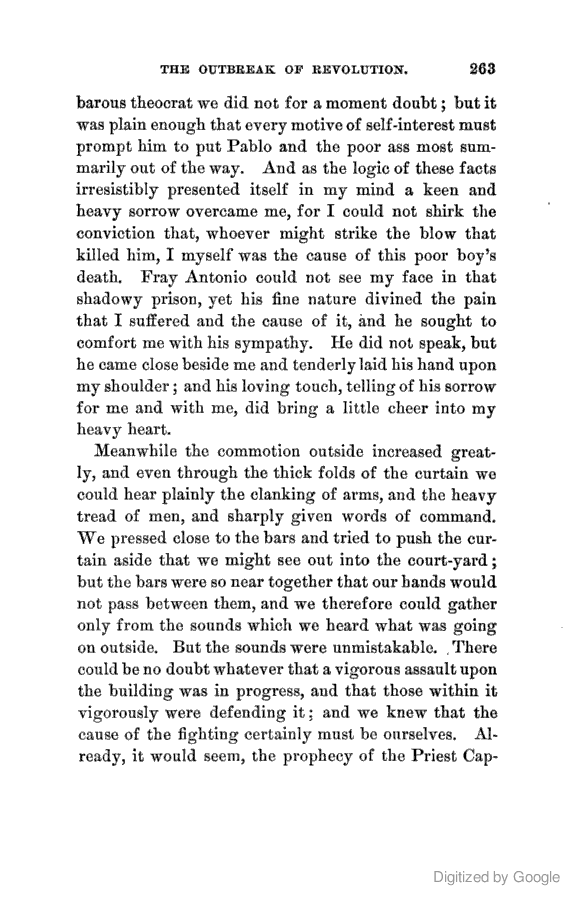 THE OUTBREAK OF REVOLUTION. 263
barous theocrat we did not for a moment doubt; but it
was plain enough that every motive of self-interest must
prompt him to put Pablo and the poor ass most sum-
marily out of the way. And as the logic of these facts
irresistibly presented itself in my mind a keen and
heavy sorrow overcame me, for I could not shirk the
conviction that, whoever might strike the blow that
killed him, I myself was the cause of this poor boy's
death. Fray Antonio could not see my face in that
shadowy prison, yet his fine nature divined the pain
that I suffered and the cause of it, and he sought to
comfort me with his sympathy. He did not speak, but
he came close beside me and tenderly laid his hand upon
my shoulder; and his loving touch, telling of his sorrow
for me and with me, did bring a little cheer into my
heavy heart.
Meanwhile the commotion outside increased great-
ly, and even through the thick folds of the curtain we
could hear plainly the clanking of arms, and the heavy
tread of men, and sharply given words of command.
We pressed close to the bars and tried to push the cur-
tain aside that we might see out into the court-yard;
but the bars were so near together that our hands would
not pass between them, and we therefore could gather
only from the sounds which we heard what was going
on outside. But the sounds were unmistakable. There
could be no doubt whatever that a vigorous assault upon
the building was in progress, and that those within it
vigorously were defending it; and we knew that the
cause of the fighting certainly must be ourselves. Al-
ready, it would seem, the prophecy of the Priest Cap-
Digitized by Google